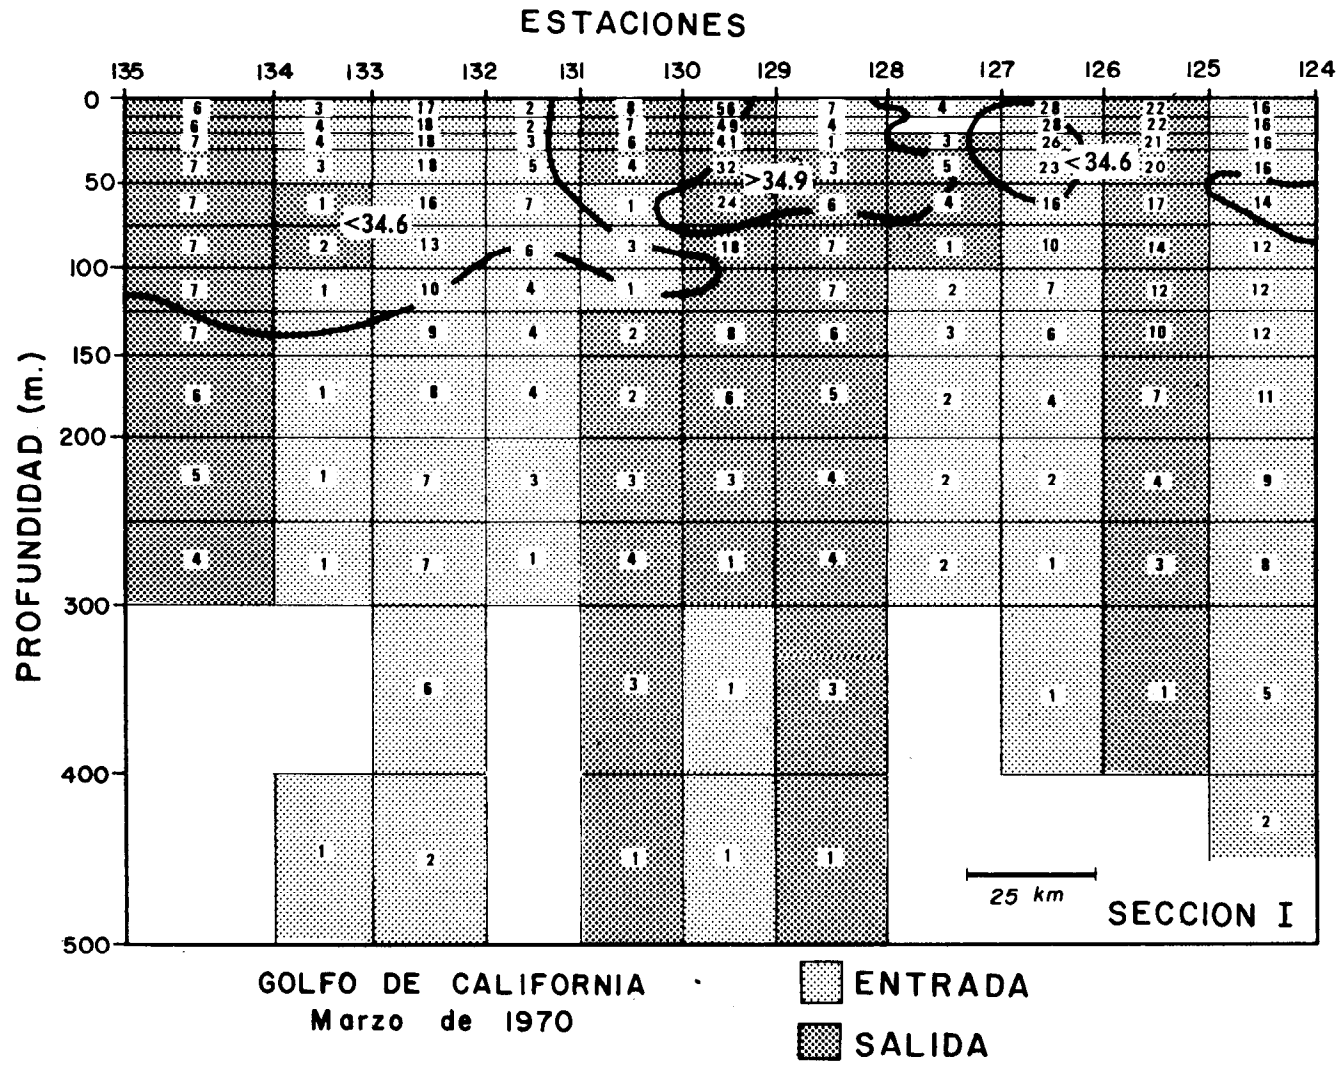 ESTACIONES
135 134 133 132 131 130 129 128 127 126 125 124
0 6 3 17 2 8 56 7 4 28 22 16
6 4 18 2 7 49 4 28 22 16
7 4 18 3 6 41 1 3 26 21 16
7 3 18 5 4 32 3 5 23 20 16
>34.9 <34.6
50
7 1 16 7 1 24 6 4 16 17 14
<34.6
7 2 13 6 3 18 7 1 10 14 12
100
7 1 10 4 1 7 2 7 12 12
7 9 4 2 8 6 3 6 10 12
150
6 1 8 4 2 6 5 2 4 7 11
200
5 1 7 3 3 3 4 2 2 4 9
250
4 1 7 1 4 1 4 2 1 3 8
300
6 3 1 3 1 1 5
400
1 2 1 1 1 2
500
PROFUNDIDAD (m.)
25 km
SECCION I
GOLFO DE CALIFORNIA
Marzo de 1970
ENTRADA
SALIDA